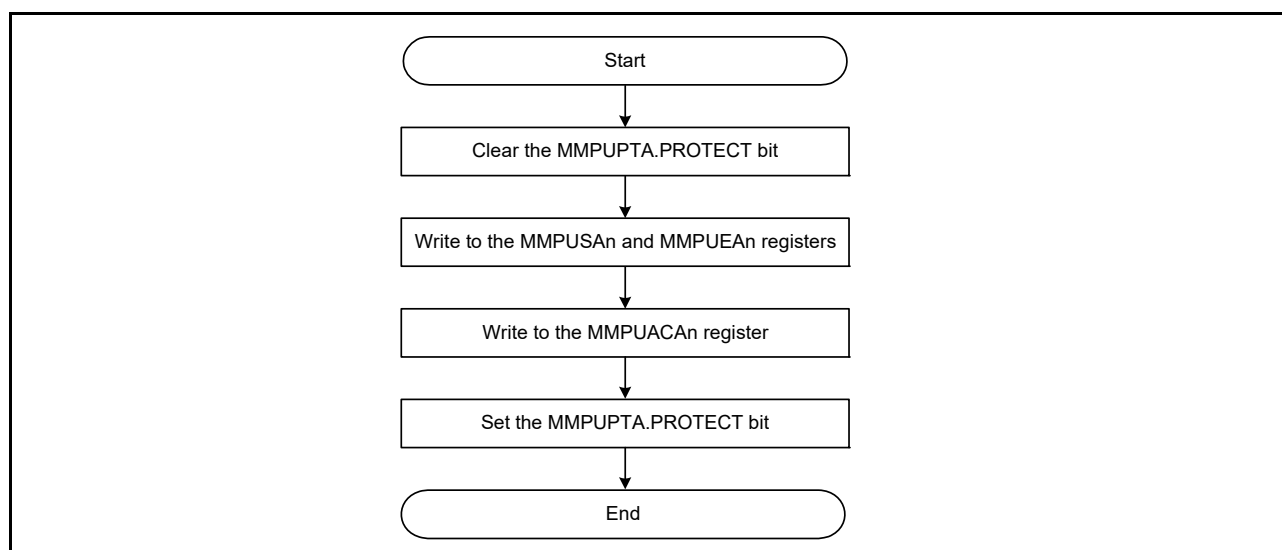 Start
Clear the MMPUPTA.PROTECT bit
Write to the MMPUSAn and MMPUEAn registers
Write to the MMPUACAn register
Set the MMPUPTA.PROTECT bit
End